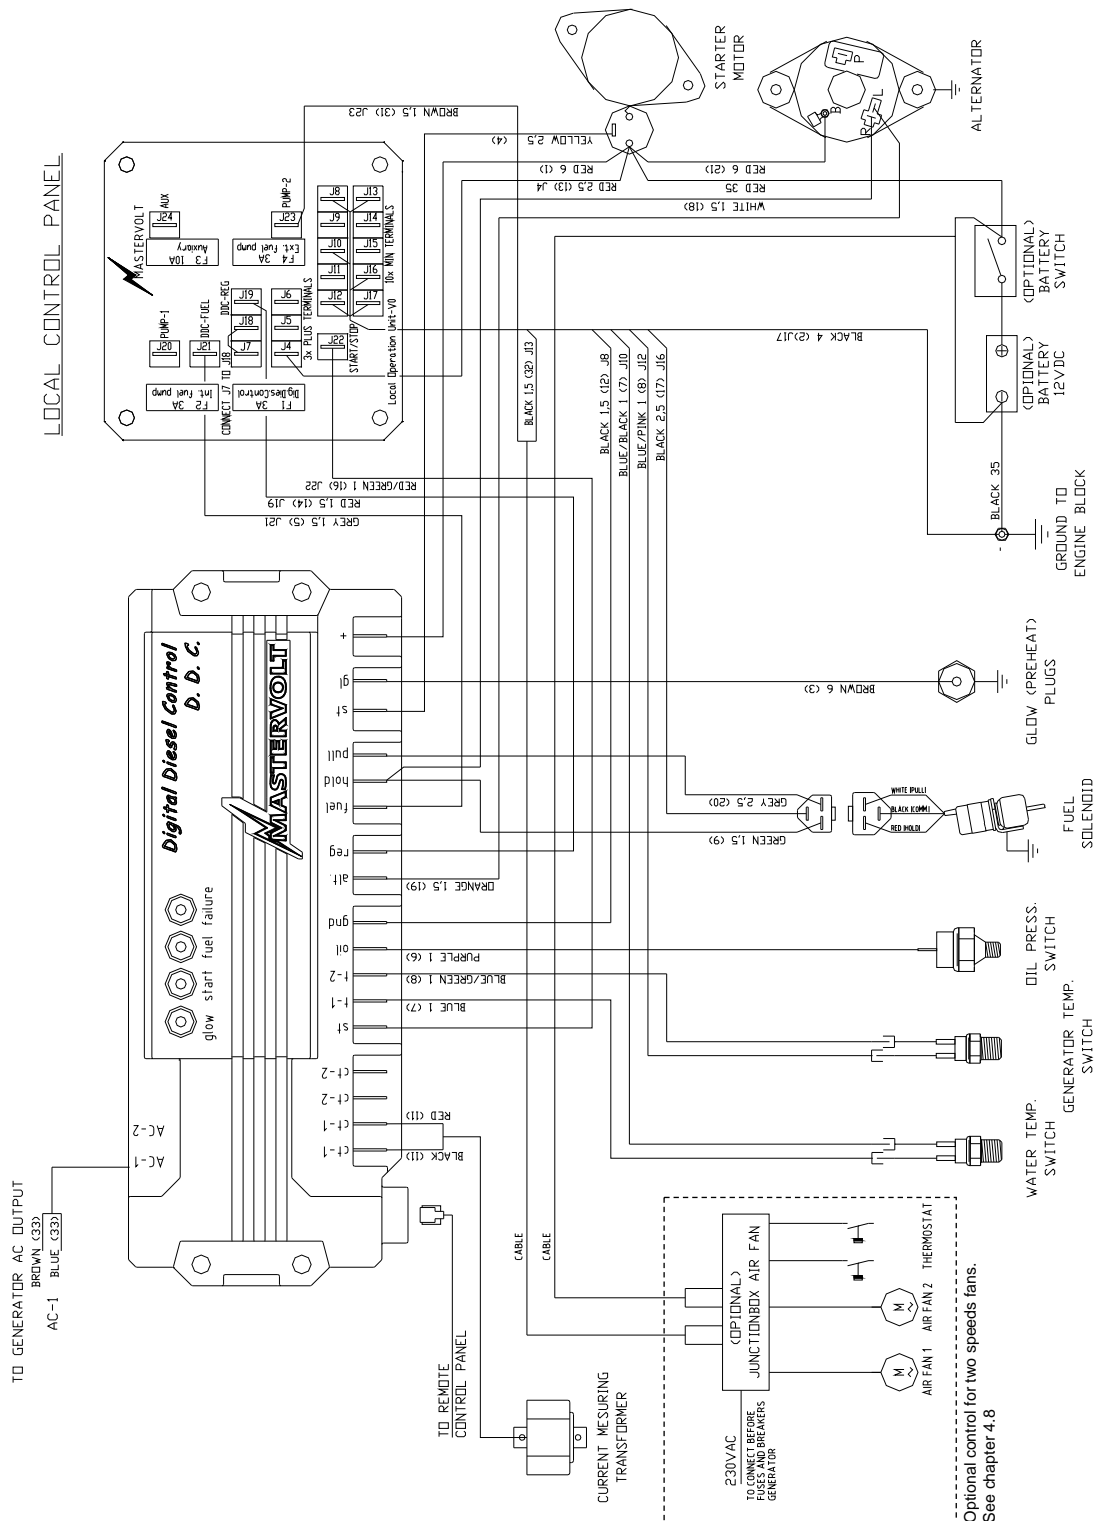 LOCAL CONTROL PANEL
MASTERVOLT
J24
AUX
J23
PUMP-2
F3 10A
Auxiary
F4 3A
Ext. Fuel pump
J20
PUMP-1
J21
DDC-FUEL
DDC-REG
J19
J18
J7
J6
J5
J4
3x PLUS TERMINALS
J8
J9
J10
J11
J12
J13
J14
J15
J16
J17
10x MIN TERMINALS
J22
START/STOP
Local Operation Unit-V0
CONNECT J7 TO J18
F2 3A
Int. Fuel pump
F1 3A
Dig.Dies.Control
BROWN 1,5 (31) J23
YELLOW 2,5 (4)
RED 6 (1)
RED 2,5 (13) J4
RED 6 (21)
RED 35
WHITE 1,5 (18)
STARTER
MOTOR
P
B
R
L
ALTERNATOR
(OPTIONAL)
BATTERY
SWITCH
(OPIONAL)
BATTERY
12VDC
BLACK 35
GROUND TO
ENGINE BLOCK
BLACK 4 (2)J17
BLACK 1,5 (32) J13
BLACK 1,5 (12) J8
BLUE/BLACK 1 (7) J10
BLUE/PINK 1 (8) J12
BLACK 2,5 (17) J16
RED/GREEN 1 (16) J22
RED 1,5 (14) J19
GREY 1,5 (5) J21
Digital Diesel Control
D. D. C.
MASTERVOLT
glow start fuel failure
AC-2
AC-1
+
gl
st
pull
hold
fuel
reg
alt.
gnd
oil
t-2
t-1
st
ct-2
ct-2
ct-1
ct-1
ORANGE 1,5 (19)
PURPLE 1 (6)
BLUE/GREEN 1 (8)
BLUE 1 (7)
RED (11)
BLACK (11)
BROWN 6 (3)
GREY 2,5 (20)
GREEN 1,5 (9)
GLOW (PREHEAT)
PLUGS
WHITE (PULL)
BLACK (COMM)
RED (HOLD)
FUEL
SOLENOID
OIL PRESS.
SWITCH
GENERATOR TEMP.
SWITCH
WATER TEMP.
SWITCH
TO GENERATOR AC OUTPUT
BROWN (33)
AC-1 BLUE (33)
TO REMOTE
CONTROL PANEL
CURRENT MESURING
TRANSFORMER
CABLE
CABLE
(OPIONAL)
JUNCTIONBOX AIR FAN
230VAC
TO CONNECT BEFORE
FUSES AND BREAKERS
GENERATOR
M
~
M
~
AIR FAN 1
AIR FAN 2
THERMOSTAT
Optional control for two speeds fans.
See chapter 4.8